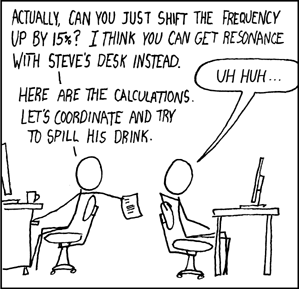 ACTUALLY, CAN YOU JUST SHIFT THE FREQUENCY
UP BY 15%? I THINK YOU CAN GET RESONANCE
WITH STEVE'S DESK INSTEAD.
UH HUH...
HERE ARE THE CALCULATIONS.
LET'S COORDINATE AND TRY
TO SPILL HIS DRINK.